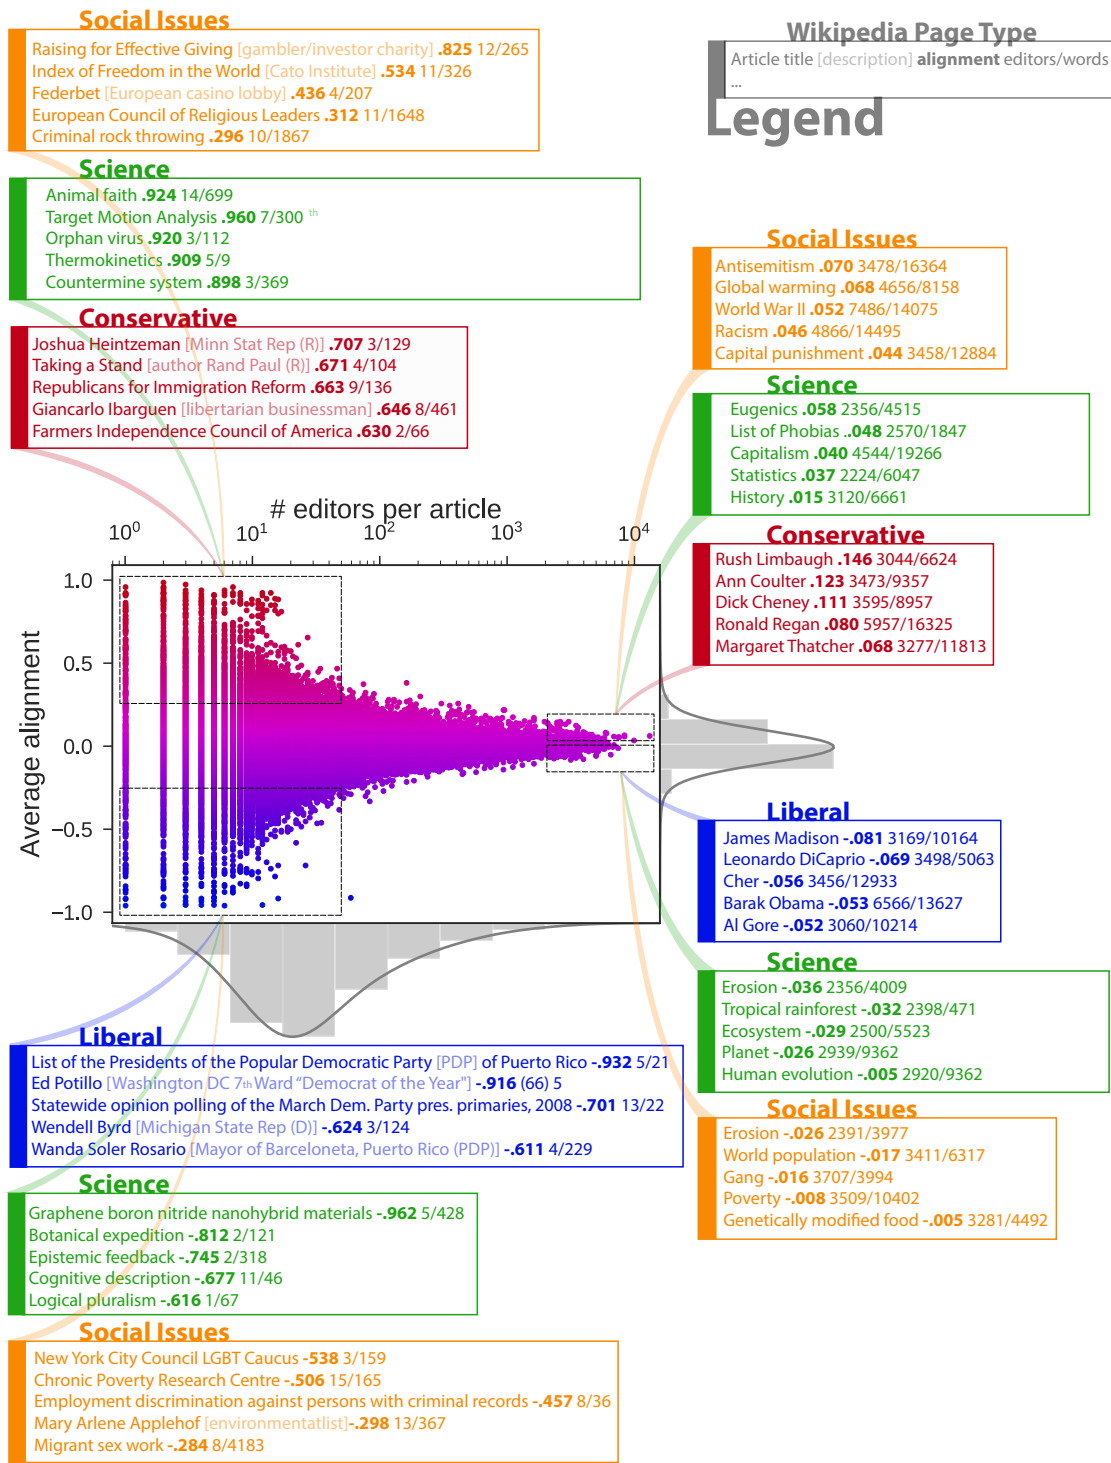 Social Issues
Raising for Effective Giving [gambler/investor charity] .825 12/265
Index of Freedom in the World [Cato Institute] .534 11/326
Federbet [European casino lobby] .436 4/207
European Council of Religious Leaders .312 11/1648
Criminal rock throwing .296 10/1867
Wikipedia Page Type
Article title [description] alignment editors/words
...
Legend
Science
Animal faith .924 14/699
Target Motion Analysis .960 7/300 th
Orphan virus .920 3/112
Thermokinetics .909 5/9
Countermine system .898 3/369
Conservative
Joshua Heintzeman [Minn Stat Rep (R)] .707 3/129
Taking a Stand [author Rand Paul (R)] .671 4/104
Republicans for Immigration Reform .663 9/136
Giancarlo Ibarguen [libertarian businessman] .646 8/461
Farmers Independence Council of America .630 2/66
Social Issues
Antisemitism .070 3478/16364
Global warming .068 4656/8158
World War II .052 7486/14075
Racism .046 4866/14495
Capital punishment .044 3458/12884
Science
Eugenics .058 2356/4515
List of Phobias ..048 2570/1847
Capitalism .040 4544/19266
Statistics .037 2224/6047
History .015 3120/6661
Conservative
Rush Limbaugh .146 3044/6624
Ann Coulter .123 3473/9357
Dick Cheney .111 3595/8957
Ronald Regan .080 5957/16325
Margaret Thatcher .068 3277/11813
# editors per article
10^0 10^1 10^2 10^3 10^4
Average alignment
1.0
0.5
0.0
−0.5
−1.0
Liberal
James Madison -.081 3169/10164
Leonardo DiCaprio -.069 3498/5063
Cher -.056 3456/12933
Barak Obama -.053 6566/13627
Al Gore -.052 3060/10214
Science
Erosion -.036 2356/4009
Tropical rainforest -.032 2398/471
Ecosystem -.029 2500/5523
Planet -.026 2939/9362
Human evolution -.005 2920/9362
Social Issues
Erosion -.026 2391/3977
World population -.017 3411/6317
Gang -.016 3707/3994
Poverty -.008 3509/10402
Genetically modified food -.005 3281/4492
Liberal
List of the Presidents of the Popular Democratic Party [PDP] of Puerto Rico -.932 5/21
Ed Potillo [Washington DC 7th Ward “Democrat of the Year”] -.916 (66) 5
Statewide opinion polling of the March Dem. Party pres. primaries, 2008 -.701 13/22
Wendell Byrd [Michigan State Rep (D)] -.624 3/124
Wanda Soler Rosario [Mayor of Barceloneta, Puerto Rico (PDP)] -.611 4/229
Science
Graphene boron nitride nanohybrid materials -.962 5/428
Botanical expedition -.812 2/121
Epistemic feedback -.745 2/318
Cognitive description -.677 11/46
Logical pluralism -.616 1/67
Social Issues
New York City Council LGBT Caucus -538 3/159
Chronic Poverty Research Centre -.506 15/165
Employment discrimination against persons with criminal records -.457 8/36
Mary Arlene Applehof [environmentatlist]-.298 13/367
Migrant sex work -.284 8/4183